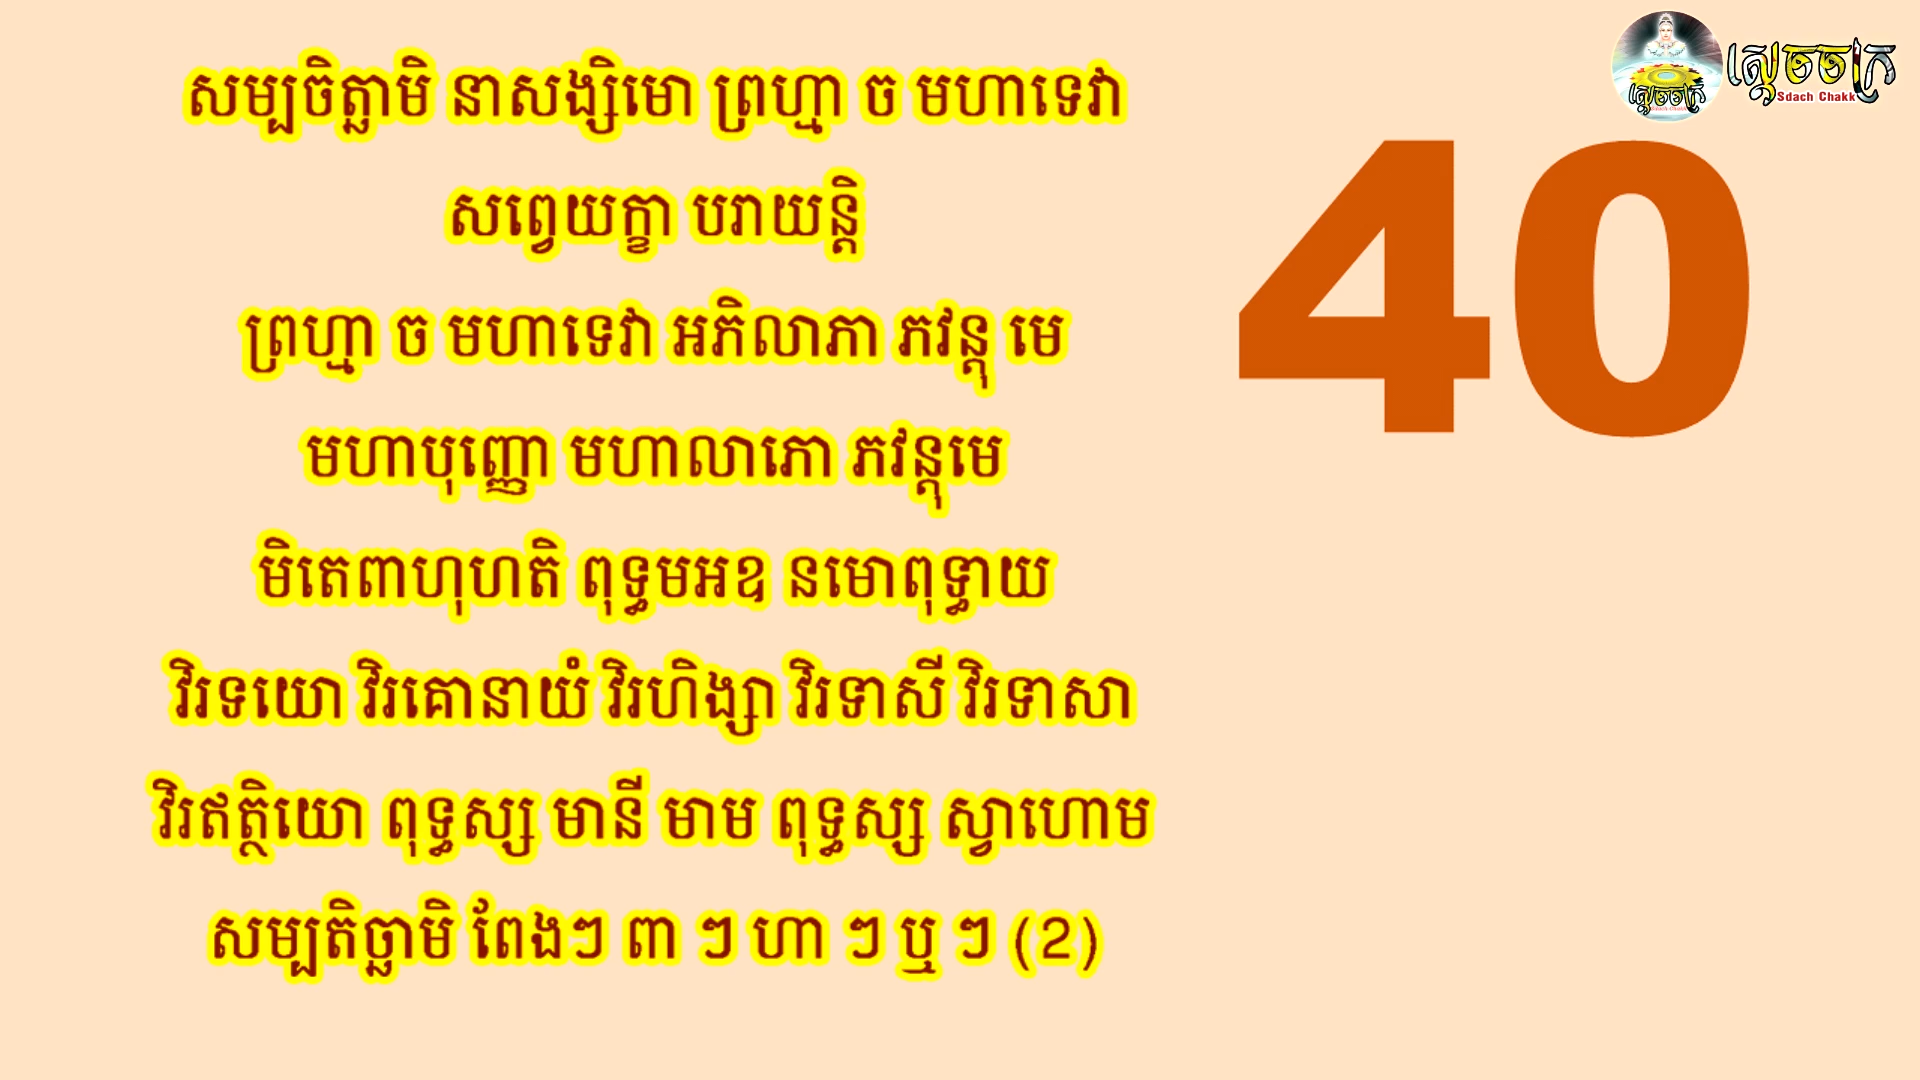 សម្បចិត្ឆាមិ នាសង្សិមោ ព្រហ្មា ច មហាទេវា
សព្វេយក្ខា បរាយន្តិ
ព្រហ្មា ច មហាទេវា អភិលាភា ភវន្តុ មេ
មហាបុញ្ញោ មហាលាភោ ភវន្តុមេ
មិតេពាហុហតិ ពុទ្ធមអឧ នមោពុទ្ធាយ
វិរទយោ វិរគោនាយំ វិរហិង្សា វិរទាសី វិរទាសា
វិរឥត្ថិយោ ពុទ្ធស្ស មានី មាម ពុទ្ធស្ស ស្វាហោម
សម្បតិច្ឆាមិ ពែងៗ ពា ៗ ហា ៗ ឬ ៗ (2)
40
ស្តេចចក្រ
Sdach Chakk